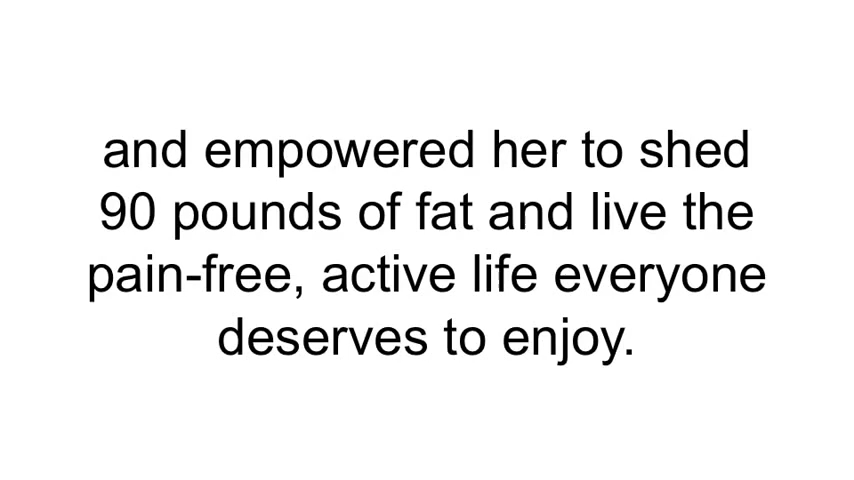 and empowered her to shed
90 pounds of fat and live the
pain-free, active life everyone
deserves to enjoy.